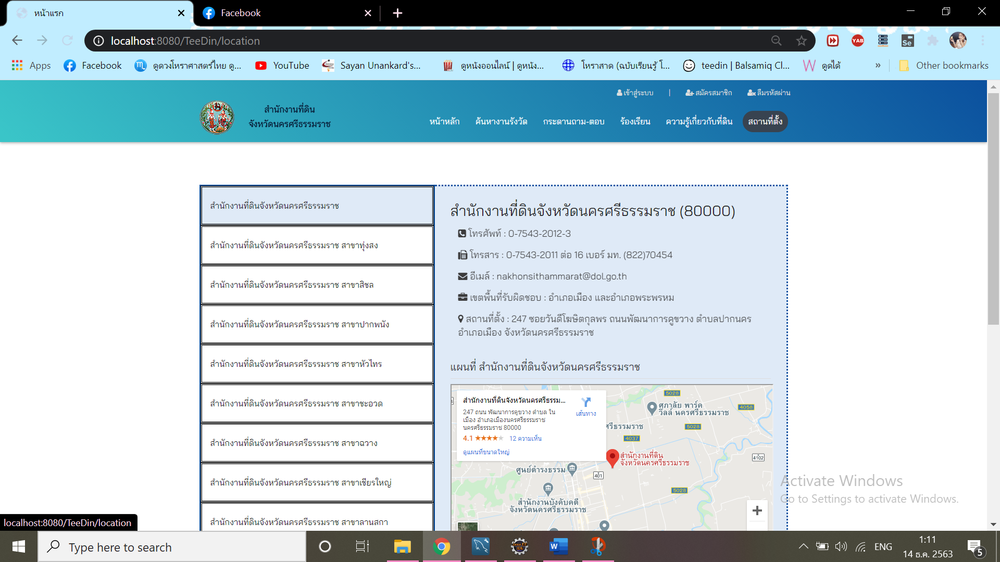 หน้าแรก
Facebook
localhost:8080/TeeDin/location
Apps
Facebook
ดูดวงโหราศาสตร์ไทย ดู...
YouTube
Sayan Unankard's...
ดูหนังออนไลน์ | ดูหนัง...
โหราสาด (ฉบับเรียนรู้ โ...
teedin | Balsamiq Cl...
ดูดได้
»
Other bookmarks
เข้าสู่ระบบ | สมัครสมาชิก ลืมรหัสผ่าน
สำนักงานที่ดิน
จังหวัดนครศรีธรรมราช
หน้าหลัก ค้นหางานรังวัด กระดานถาม-ตอบ ร้องเรียน ความรู้เกี่ยวกับที่ดิน สถานที่ตั้ง
สำนักงานที่ดินจังหวัดนครศรีธรรมราช
สำนักงานที่ดินจังหวัดนครศรีธรรมราช สาขาทุ่งสง
สำนักงานที่ดินจังหวัดนครศรีธรรมราช สาขาสิชล
สำนักงานที่ดินจังหวัดนครศรีธรรมราช สาขาปากพนัง
สำนักงานที่ดินจังหวัดนครศรีธรรมราช สาขาหัวไทร
สำนักงานที่ดินจังหวัดนครศรีธรรมราช สาขาชะอวด
สำนักงานที่ดินจังหวัดนครศรีธรรมราช สาขาฉวาง
สำนักงานที่ดินจังหวัดนครศรีธรรมราช สาขาเชียรใหญ่
สำนักงานที่ดินจังหวัดนครศรีธรรมราช สาขาลานสกา
สำนักงานที่ดินจังหวัดนครศรีธรรมราช (80000)
โทรศัพท์ : 0-7543-2012-3
โทรสาร : 0-7543-2011 ต่อ 16 เบอร์ มท. (822)70454
อีเมล์ : nakhonsithammarat@dol.go.th
เขตพื้นที่รับผิดชอบ : อำเภอเมือง และอำเภอพระพรหม
สถานที่ตั้ง : 247 ซอยวันดีโฆษิตกุลพร ถนนพัฒนาการคูขวาง ตำบลปากนคร
อำเภอเมือง จังหวัดนครศรีธรรมราช
แผนที่ สำนักงานที่ดินจังหวัดนครศรีธรรมราช
สำนักงานที่ดินจังหวัดนครศรีธรรม...
247 ถนน พัฒนาการคูขวาง ตำบล ใน
เมือง อำเภอเมืองนครศรีธรรมราช
นครศรีธรรมราช 80000
4.1 12 ความเห็น
ดูแผนที่ขนาดใหญ่
เส้นทาง
5028
ศุภาลัย พาร์ค
วิลล์ นครศรีธรรมราช
4058
ศรีธรรมราช
5028
4037
สำนักงานที่ดิน
จังหวัดนครศรีธรรมราช
4102
ศูนย์ดำรงธรรม
401
5028
สำนักงานบังคับคดี
จังหวัดนครศรีธรรมราช
Activate Windows
Go to Settings to activate Windows.
localhost:8080/TeeDin/location
Type here to search
ENG
1:11
14 ธ.ค. 2563
5